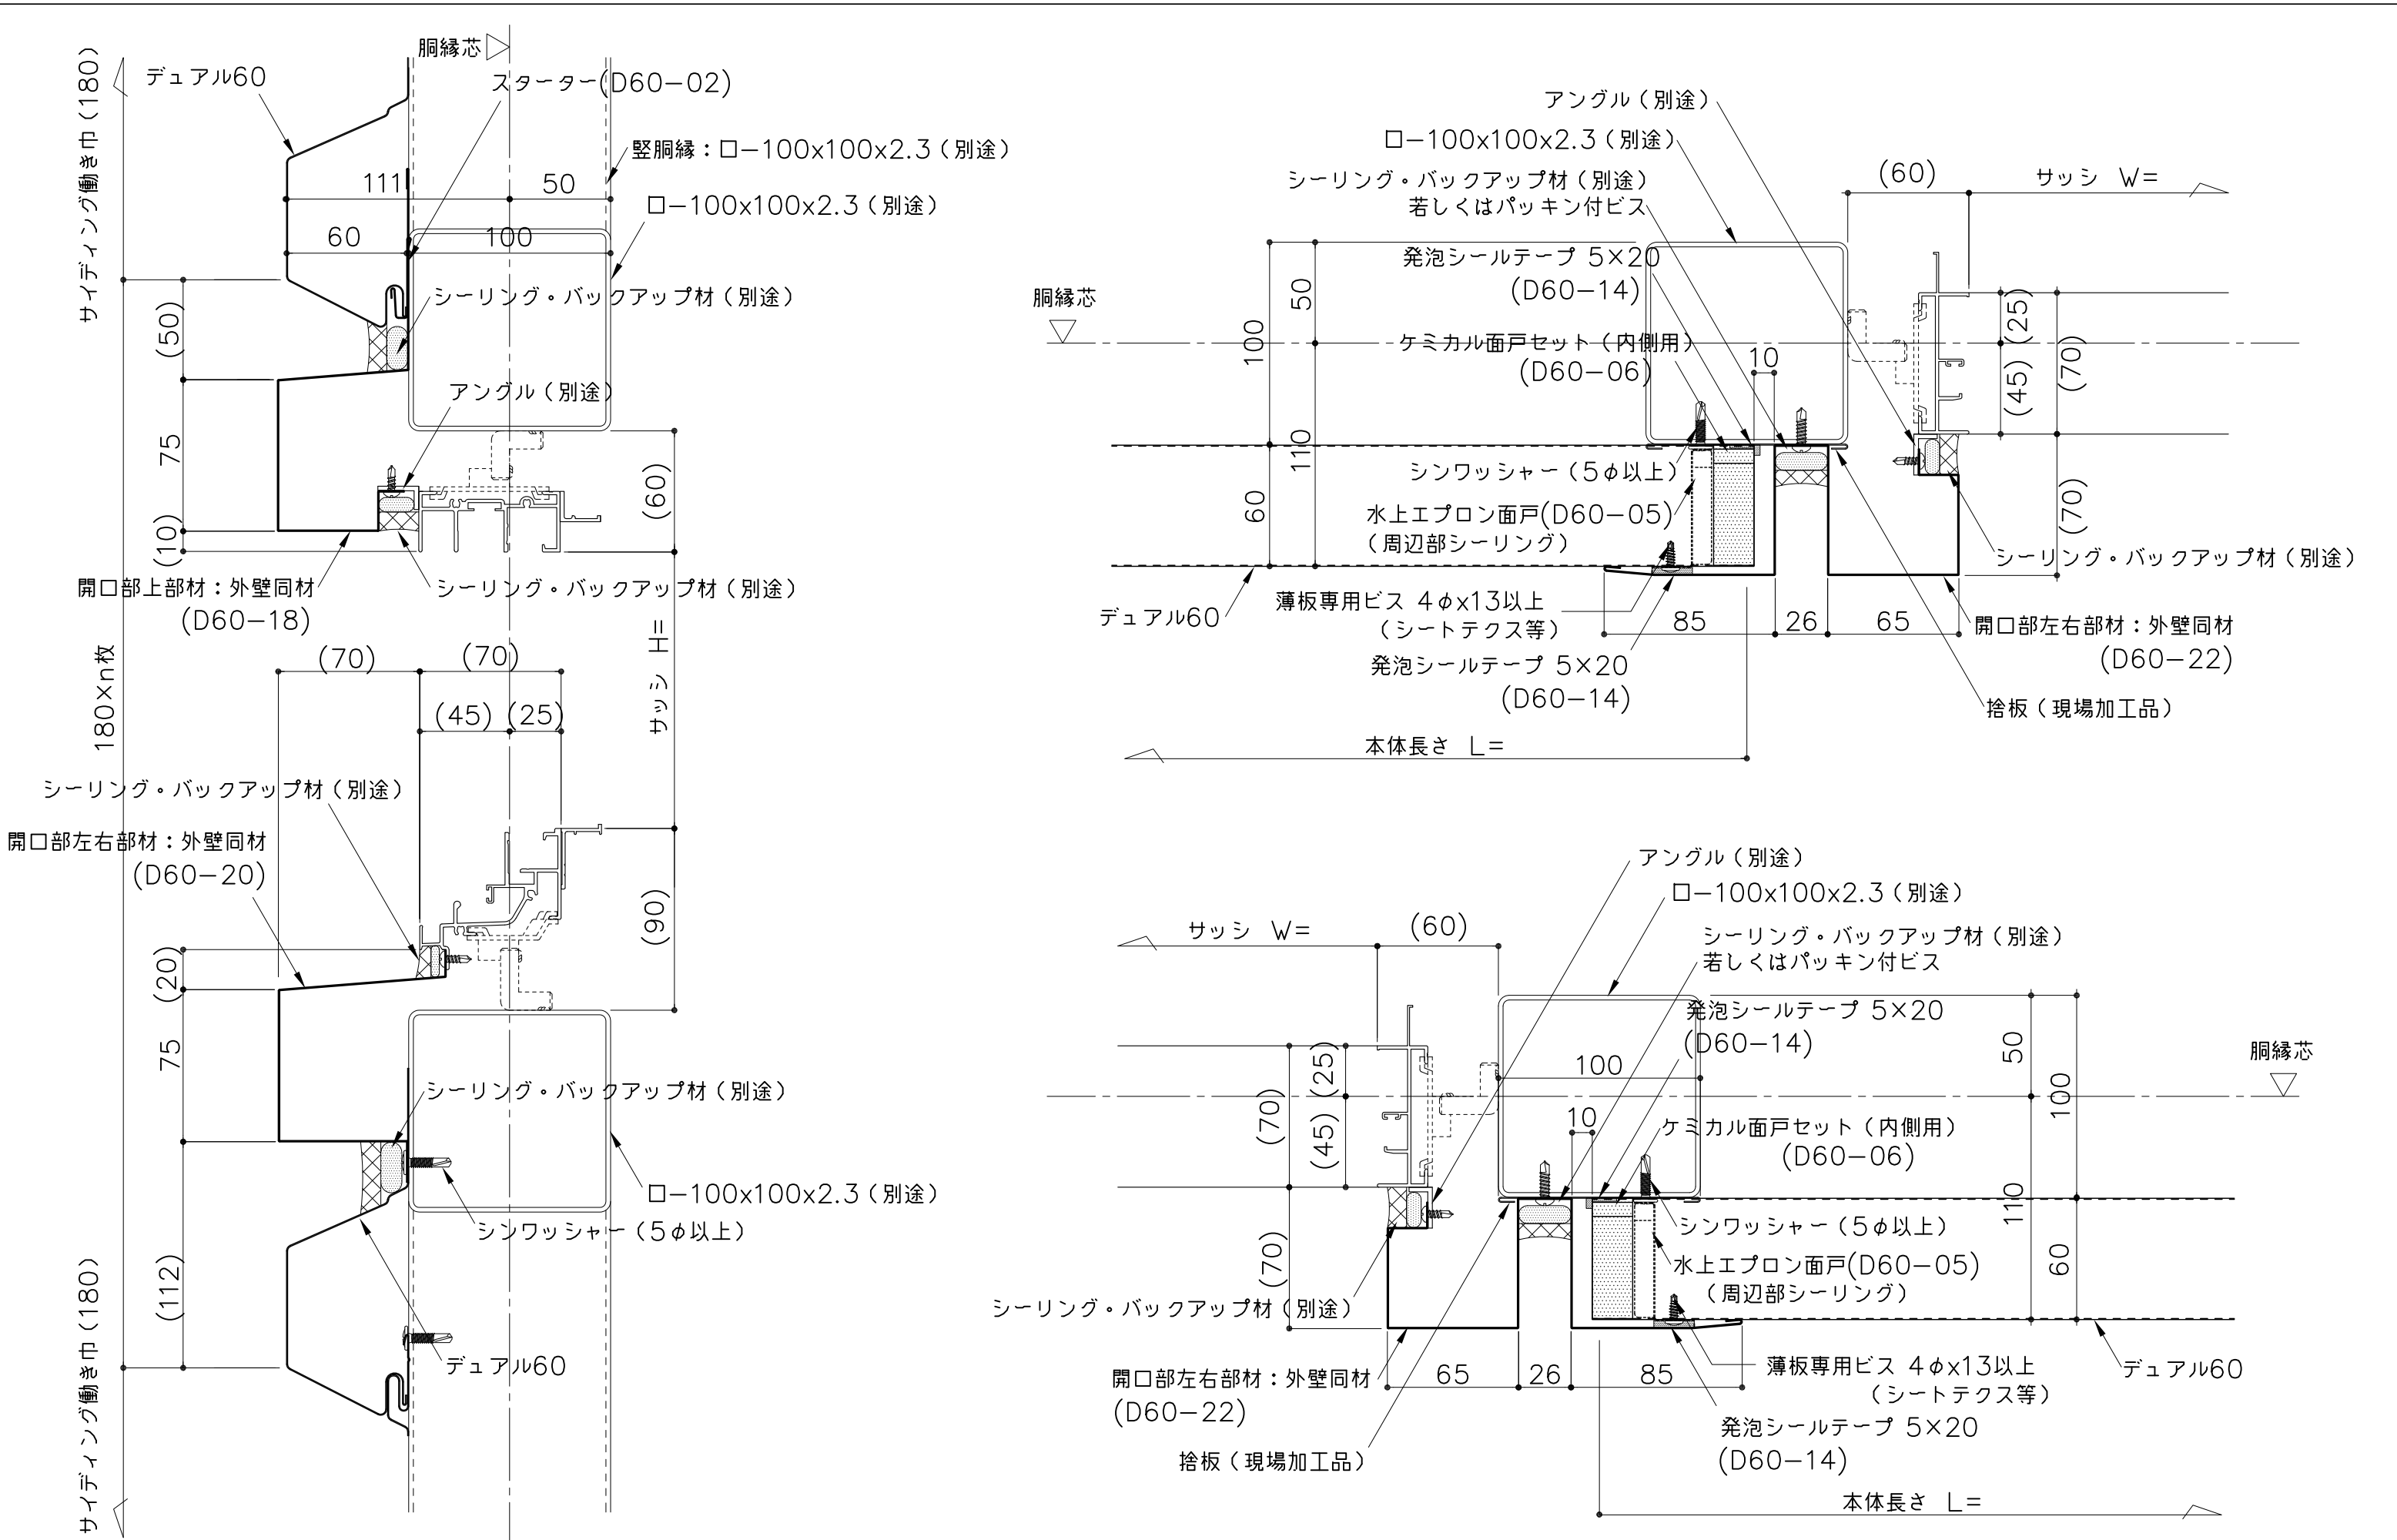 胴縁芯
サイディング働き巾（180）
デュアル60
スターター(D60−02)
竪胴縁：ロ−100x100x2.3（別途）
111
50
ロ−100x100x2.3（別途）
60
100
シーリング・バックアップ材（別途）
(50)
アングル（別途）
75
(60)
(10)
開口部上部材：外壁同材
(D60−18)
シーリング・バックアップ材（別途）
180×n枚
サッシ H=
(70)
(70)
(45)
(25)
シーリング・バックアップ材（別途）
開口部左右部材：外壁同材
(D60−20)
(90)
(20)
75
シーリング・バックアップ材（別途）
ロ−100x100x2.3（別途）
シンワッシャー（5φ以上）
(112)
デュアル60
サイディング働き巾（180）
アングル（別途）
ロ−100x100x2.3（別途）
シーリング・バックアップ材（別途）
若しくはパッキン付ビス
(60)
サッシ W=
発泡シールテープ 5×20
(D60−14)
胴縁芯
50
100
(25)
(45)
(70)
ケミカル面戸セット（内側用）
(D60−06)
10
110
60
シンワッシャー（5φ以上）
水上エプロン面戸(D60−05)
（周辺部シーリング）
(70)
シーリング・バックアップ材（別途）
デュアル60
薄板専用ビス 4φx13以上
（シートテクス等）
85
26
65
開口部左右部材：外壁同材
(D60−22)
発泡シールテープ 5×20
(D60−14)
捨板（現場加工品）
本体長さ L=
アングル（別途）
ロ−100x100x2.3（別途）
サッシ W=
(60)
シーリング・バックアップ材（別途）
若しくはパッキン付ビス
発泡シールテープ 5×20
(D60−14)
胴縁芯
50
100
100
(25)
(45)
(70)
10
ケミカル面戸セット（内側用）
(D60−06)
110
60
シンワッシャー（5φ以上）
水上エプロン面戸(D60−05)
（周辺部シーリング）
(70)
シーリング・バックアップ材（別途）
開口部左右部材：外壁同材
(D60−22)
65
26
85
薄板専用ビス 4φx13以上
（シートテクス等）
デュアル60
発泡シールテープ 5×20
(D60−14)
捨板（現場加工品）
本体長さ L=